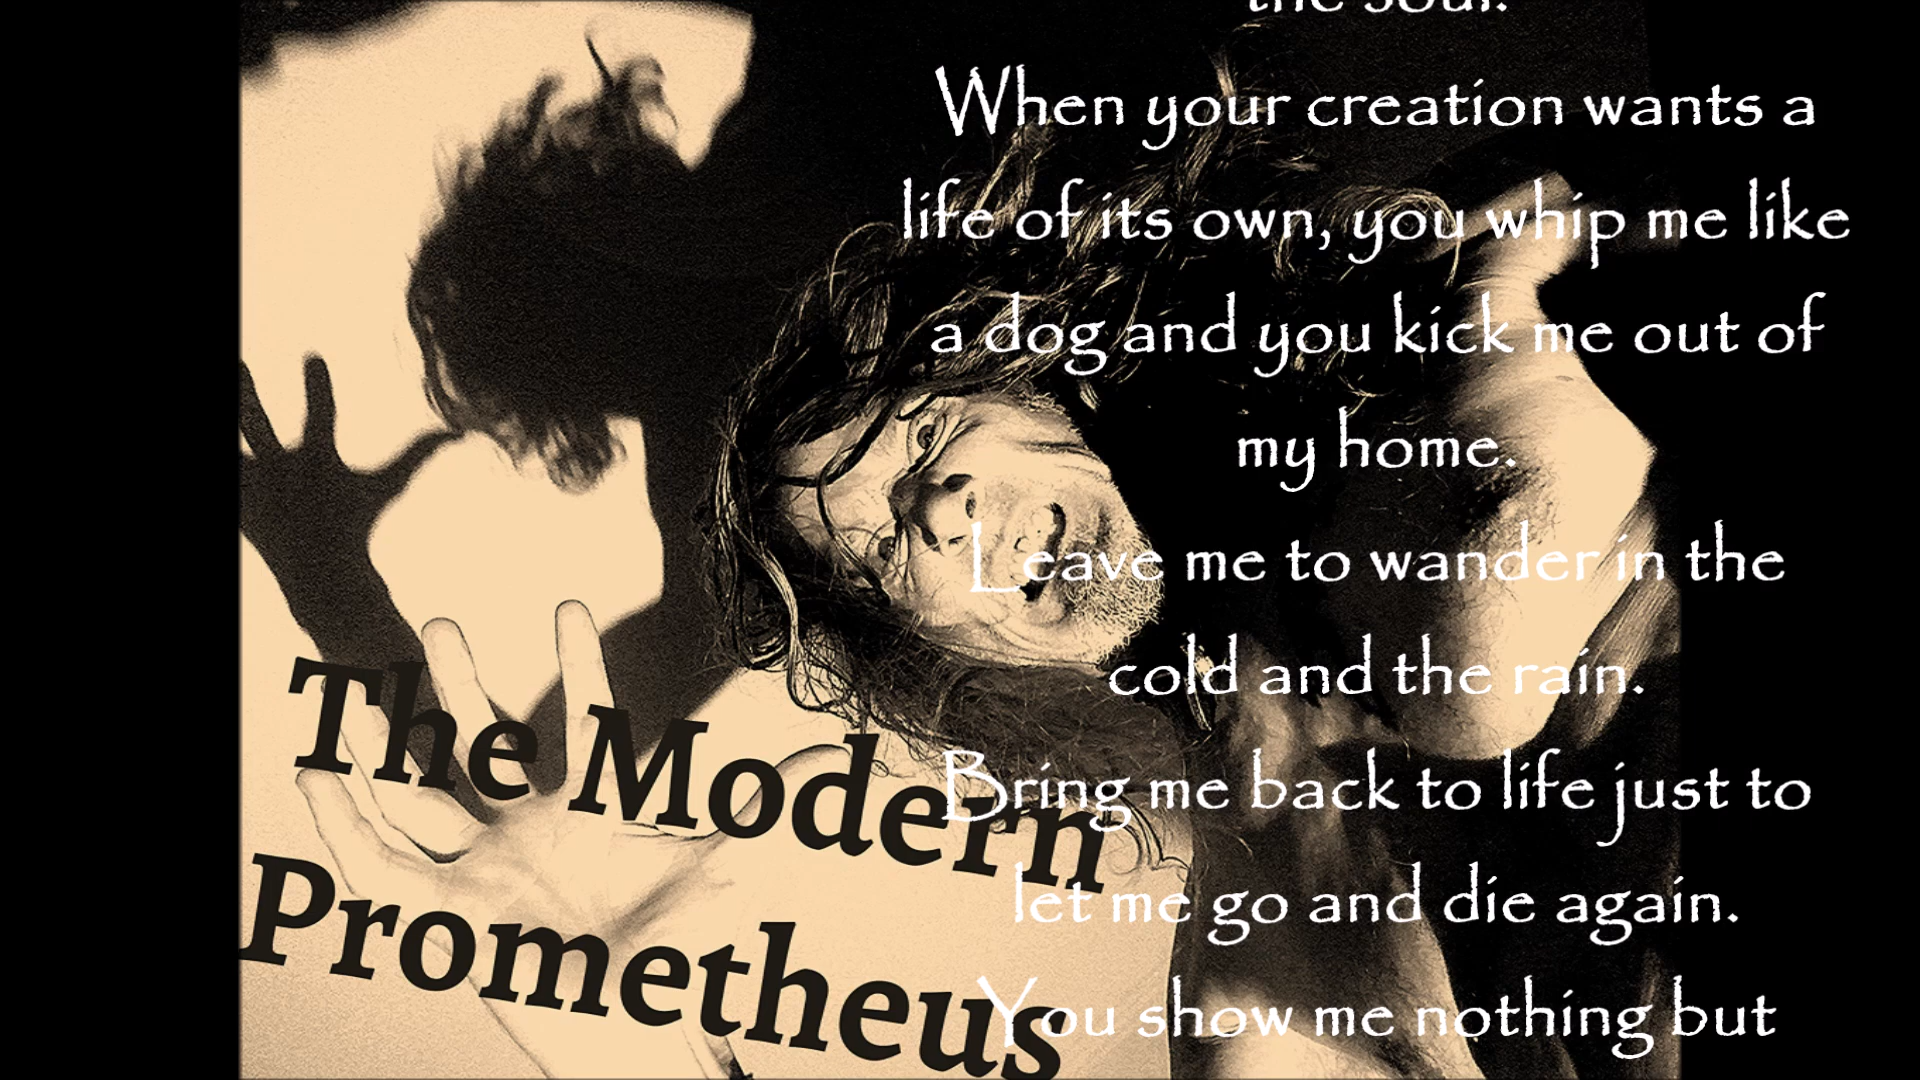 the soul.
When your creation wants a
life of its own, you whip me like
a dog and you kick me out of
my home.
Leave me to wander in the
cold and the rain.
Bring me back to life just to
let me go and die again.
You show me nothing but
The Modern
Prometheus